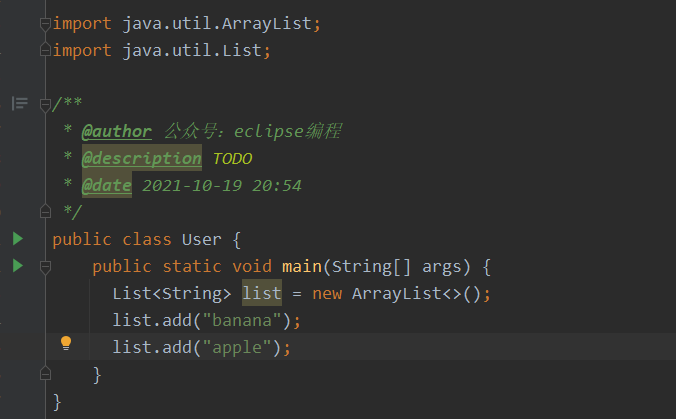 import java.util.ArrayList;
import java.util.List;
/**
* @author 公众号：eclipse编程
* @description TODO
* @date 2021-10-19 20:54
*/
public class User {
public static void main(String[] args) {
List<String> list = new ArrayList<>();
list.add("banana");
list.add("apple");
}
}